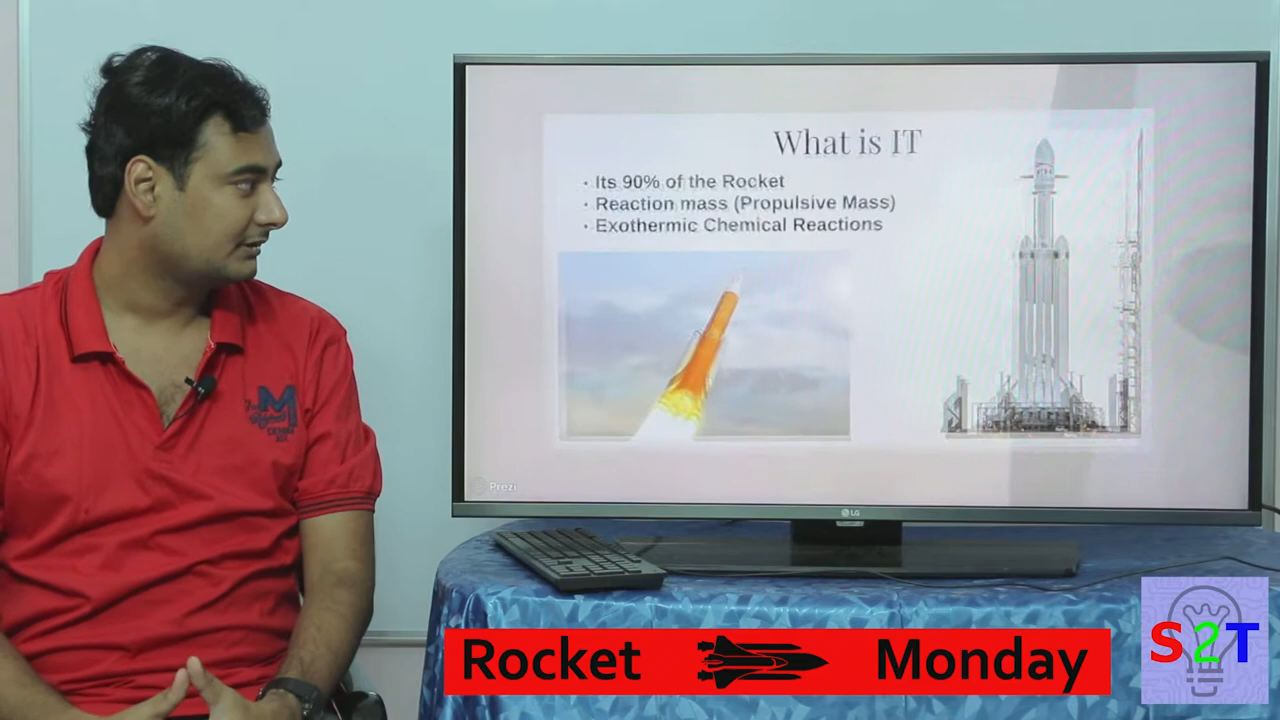 What is IT
· Its 90% of the Rocket
· Reaction mass (Propulsive Mass)
· Exothermic Chemical Reactions
M
Prezi
LG
Rocket Monday
S2T